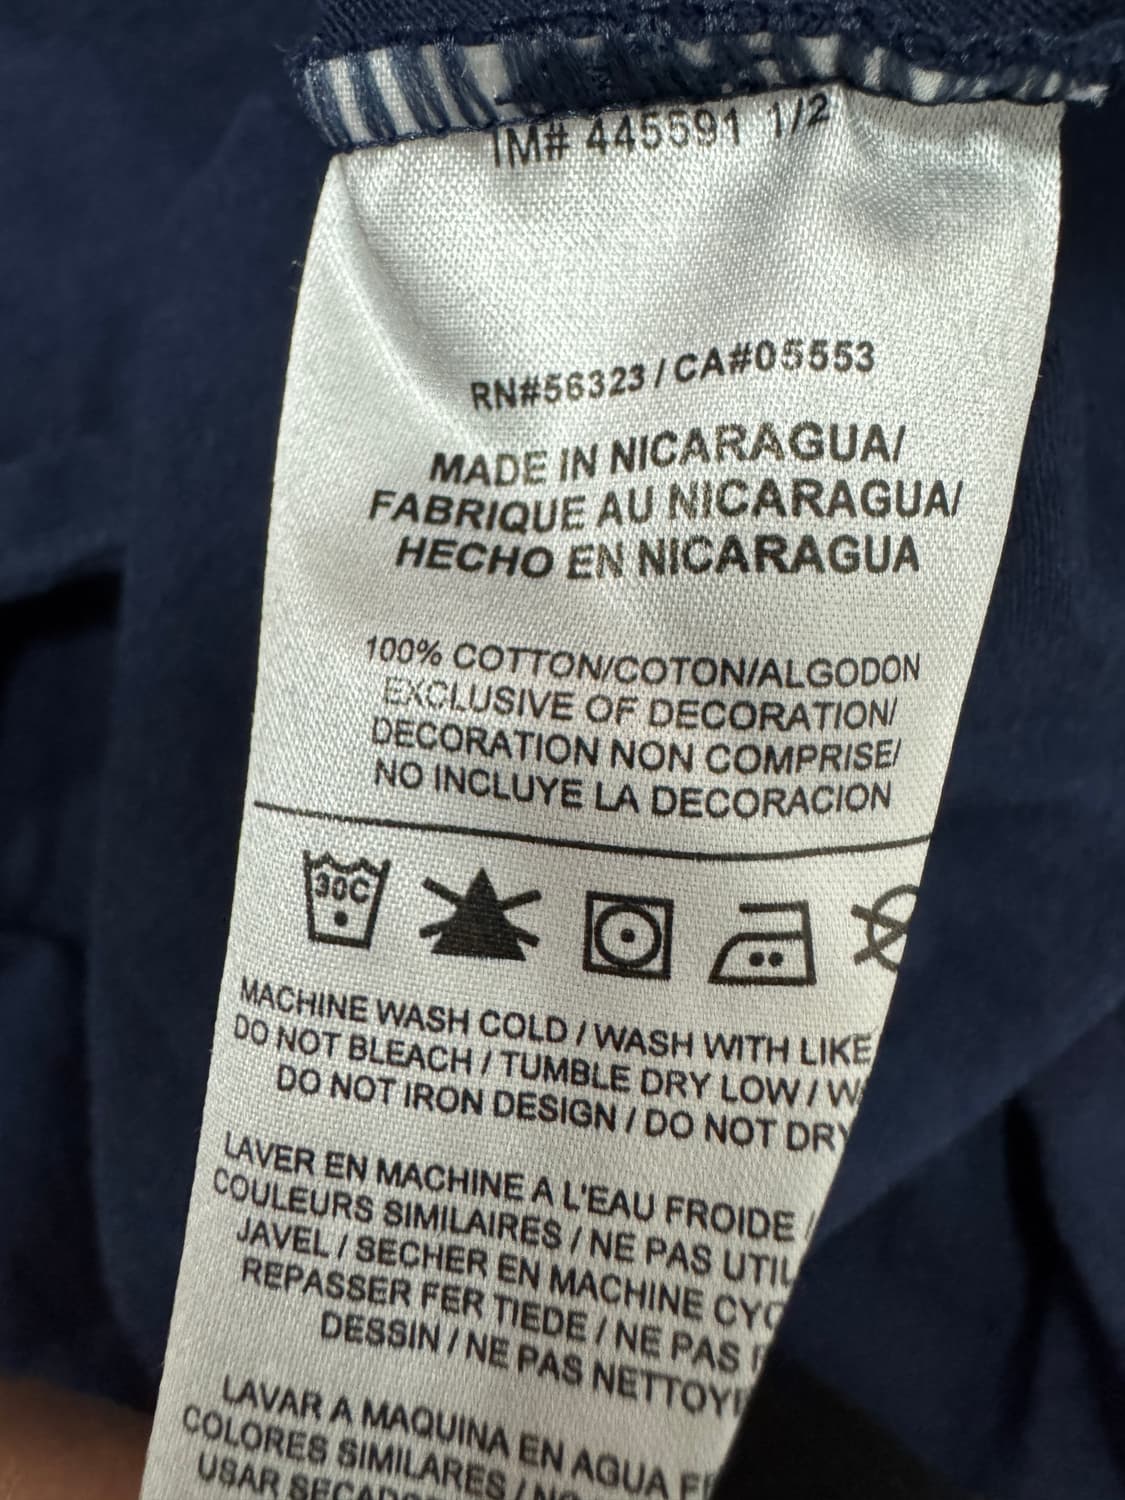 IM# 445591 1/2
RN#56323 / CA#05553
MADE IN NICARAGUA/
FABRIQUE AU NICARAGUA/
HECHO EN NICARAGUA
100% COTTON/COTON/ALGODON
EXCLUSIVE OF DECORATION/
DECORATION NON COMPRISE/
NO INCLUYE LA DECORACION
30C
MACHINE WASH COLD / WASH WITH LIKE
DO NOT BLEACH / TUMBLE DRY LOW /
DO NOT IRON DESIGN / DO NOT DRY
LAVER EN MACHINE A L'EAU FROIDE /
COULEURS SIMILAIRES / NE PAS UTIL
JAVEL / SECHER EN MACHINE CYC
REPASSER FER TIEDE / NE PAS
DESSIN / NE PAS NETTOY
LAVAR A MAQUINA EN AGUA
COLORES SIMILARES /
USAR